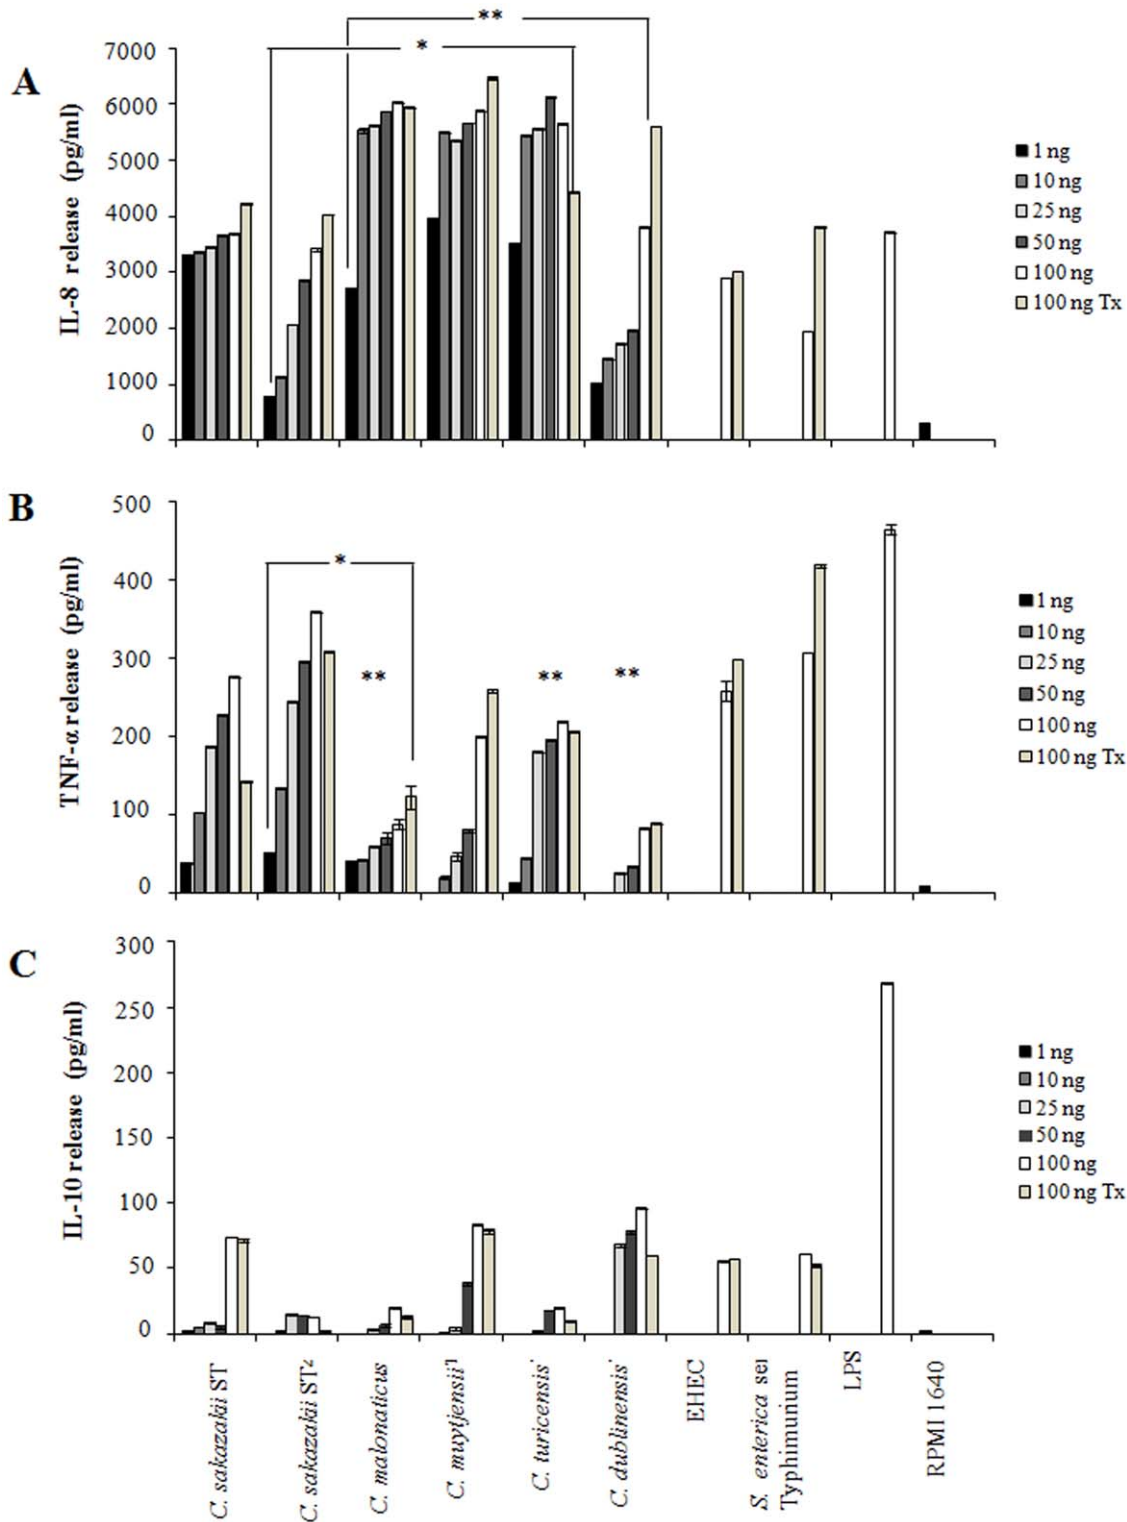 **
*
A
IL-8 release (pg/ml)
7000
6000
5000
4000
3000
2000
1000
0
1 ng
10 ng
25 ng
50 ng
100 ng
100 ng Tx
B
TNF-α release (pg/ml)
500
400
300
200
100
0
*
**
**
**
1 ng
10 ng
25 ng
50 ng
100 ng
100 ng Tx
C
IL-10 release (pg/ml)
300
250
200
150
100
50
0
1 ng
10 ng
25 ng
50 ng
100 ng
100 ng Tx
C. sakazakii ST
C. sakazakii ST²
C. malonaticus
C. muytjensii¹
C. turicensis
C. dublinensis
EHEC
S. enterica ser
Typhimurium
LPS
RPMI 1640